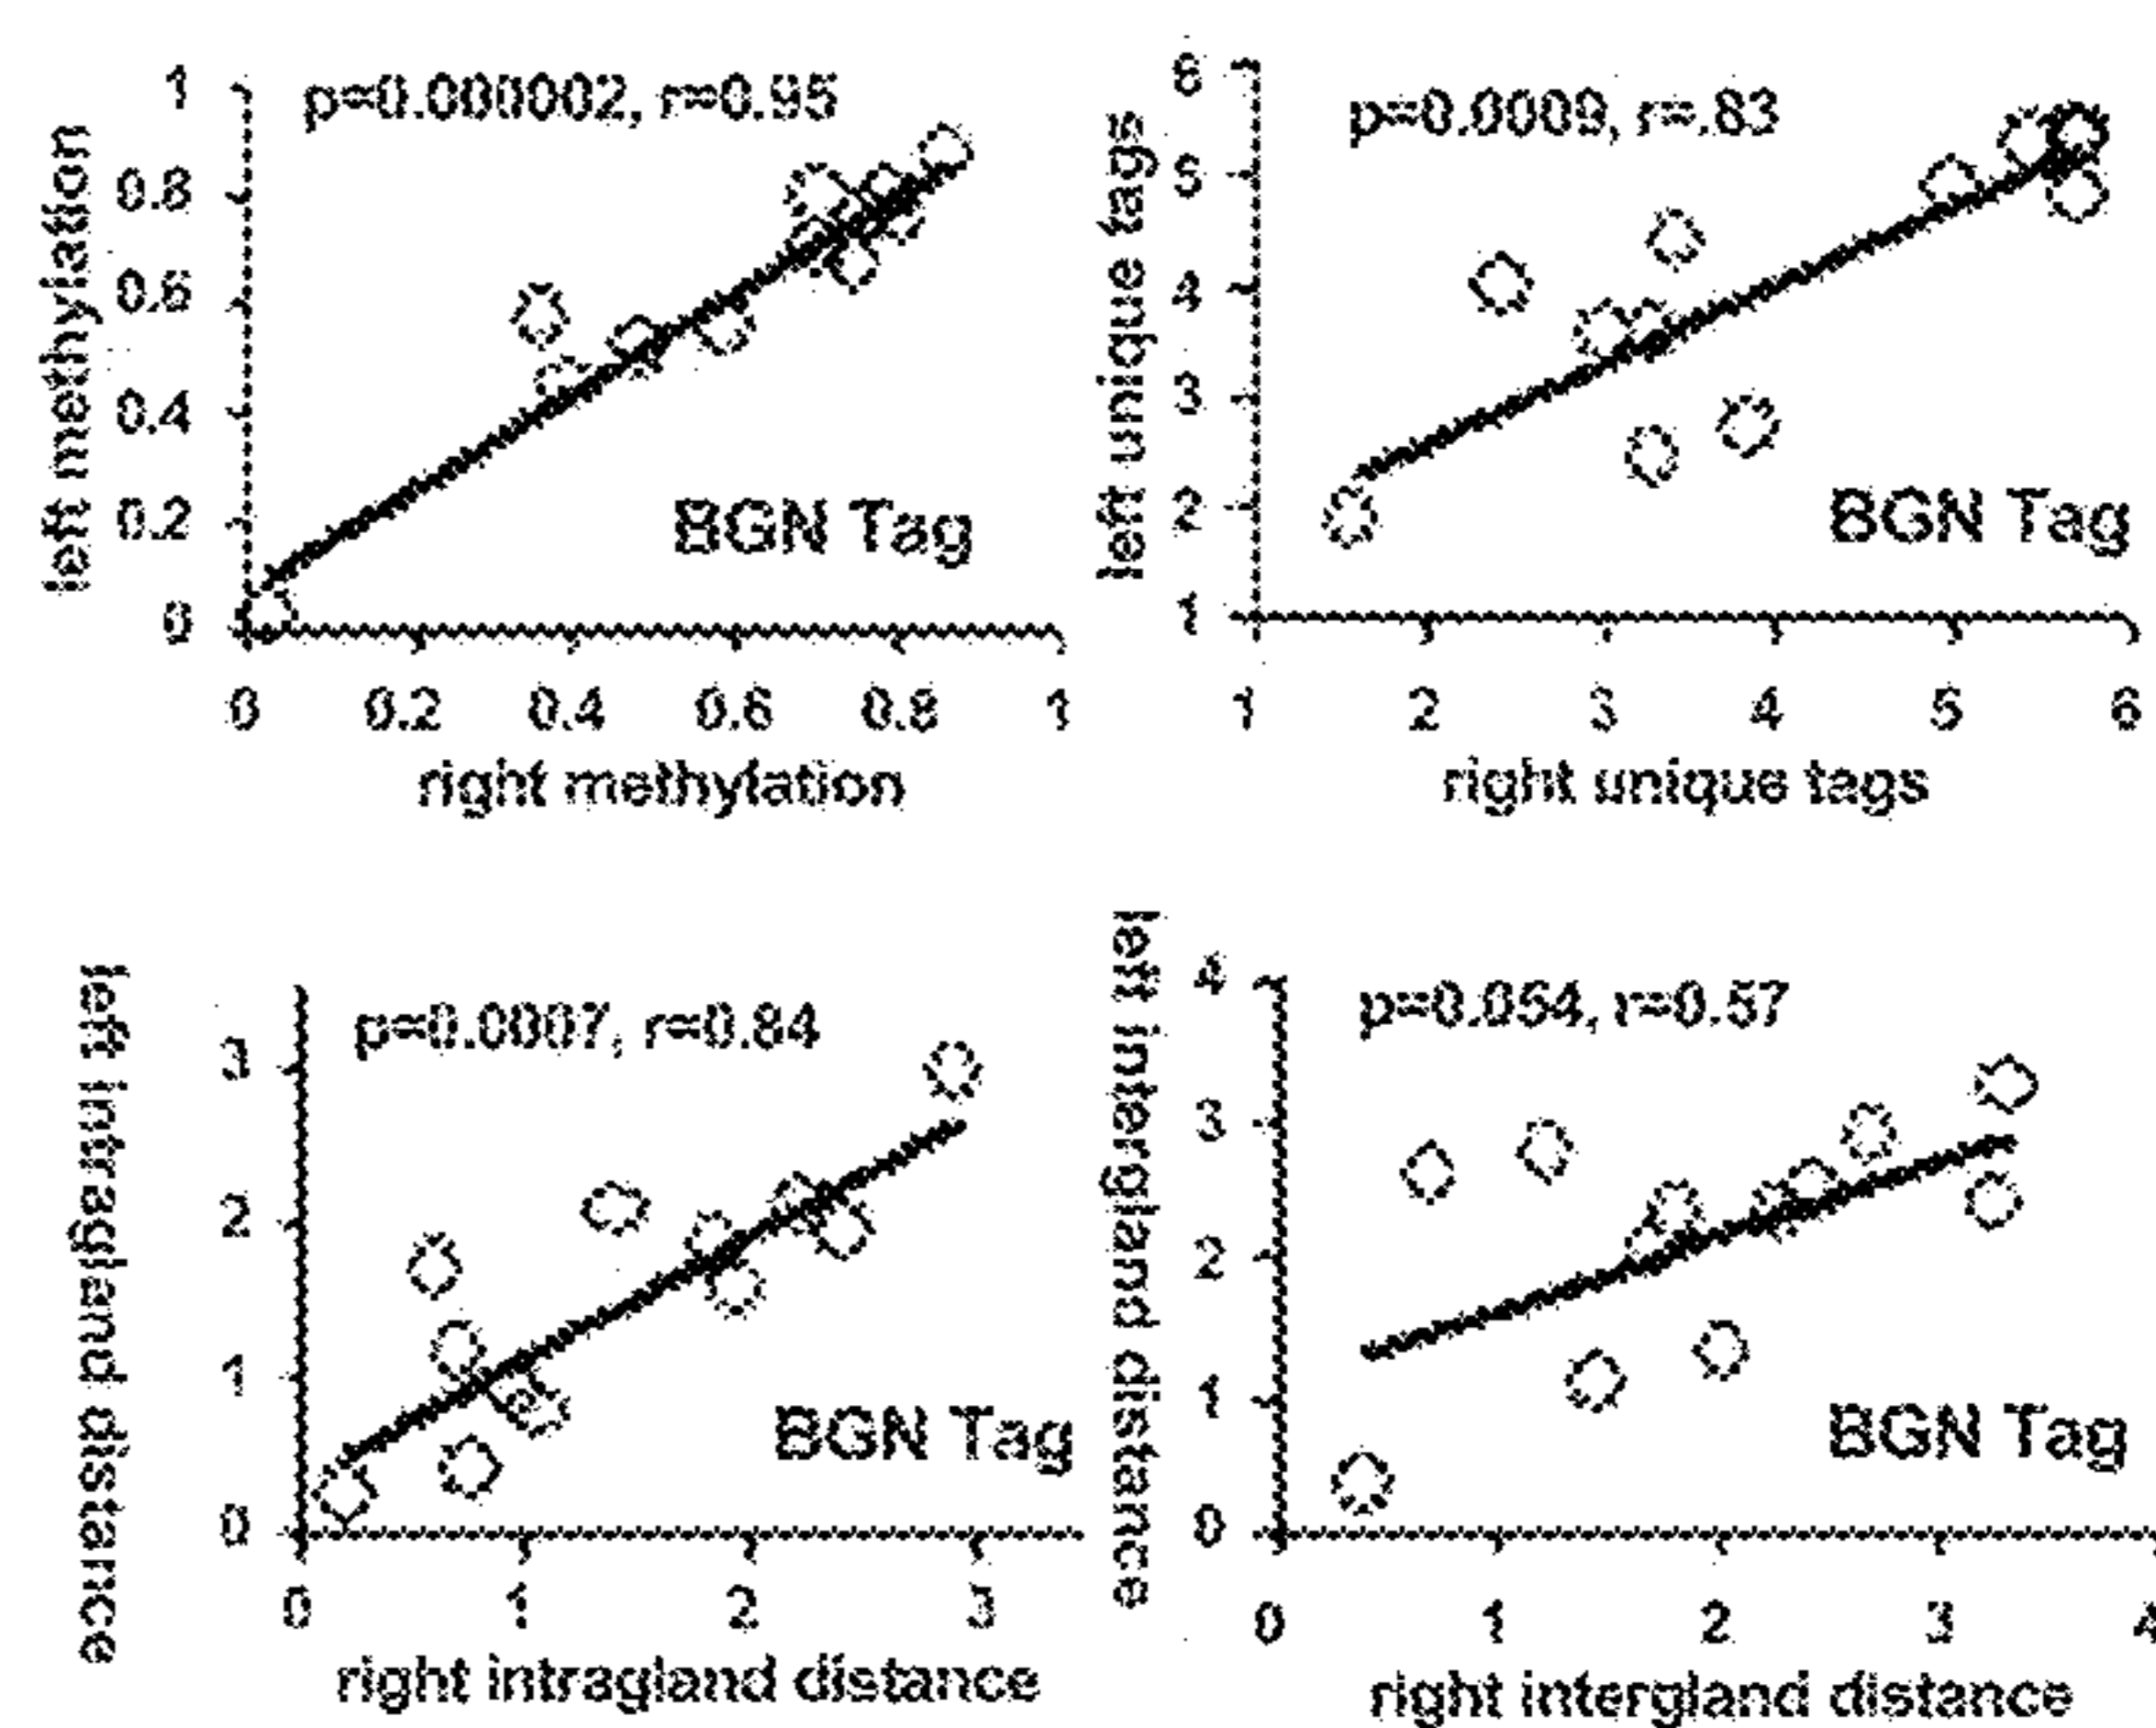 p=0.000002, r=0.95
left methylation
1
0.8
0.6
0.4
0.2
0
BGN Tag
0 0.2 0.4 0.6 0.8 1
right methylation
p=0.0009, r=.83
left unique tags
6
5
4
3
2
1
BGN Tag
1 2 3 4 5 6
right unique tags
p=0.0007, r=0.84
left intragland distance
3
2
1
0
BGN Tag
0 1 2 3
right intragland distance
p=0.054, r=0.57
left intergland distance
4
3
2
1
0
BGN Tag
0 1 2 3 4
right intergland distance